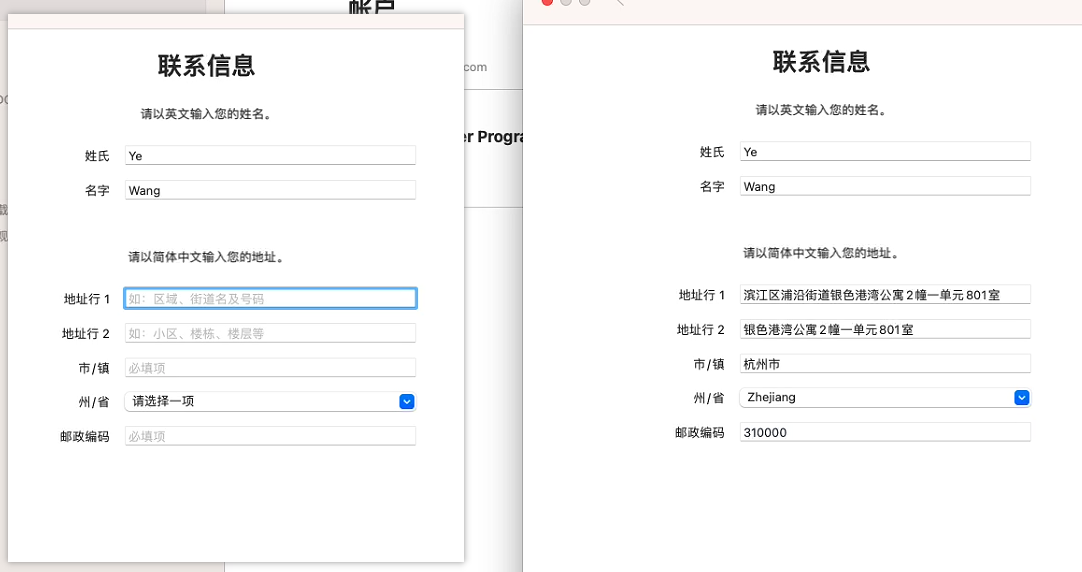 帐户
com
er Progra
联系信息
请以英文输入您的姓名。
姓氏 Ye
名字 Wang
请以简体中文输入您的地址。
地址行 1 如：区域、街道名及号码
地址行 2 如：小区、楼栋、楼层等
市/镇 必填项
州/省 请选择一项
邮政编码 必填项
联系信息
请以英文输入您的姓名。
姓氏 Ye
名字 Wang
请以简体中文输入您的地址。
地址行 1 滨江区浦沿街道银色港湾公寓2幢一单元801室
地址行 2 银色港湾公寓2幢一单元801室
市/镇 杭州市
州/省 Zhejiang
邮政编码 310000